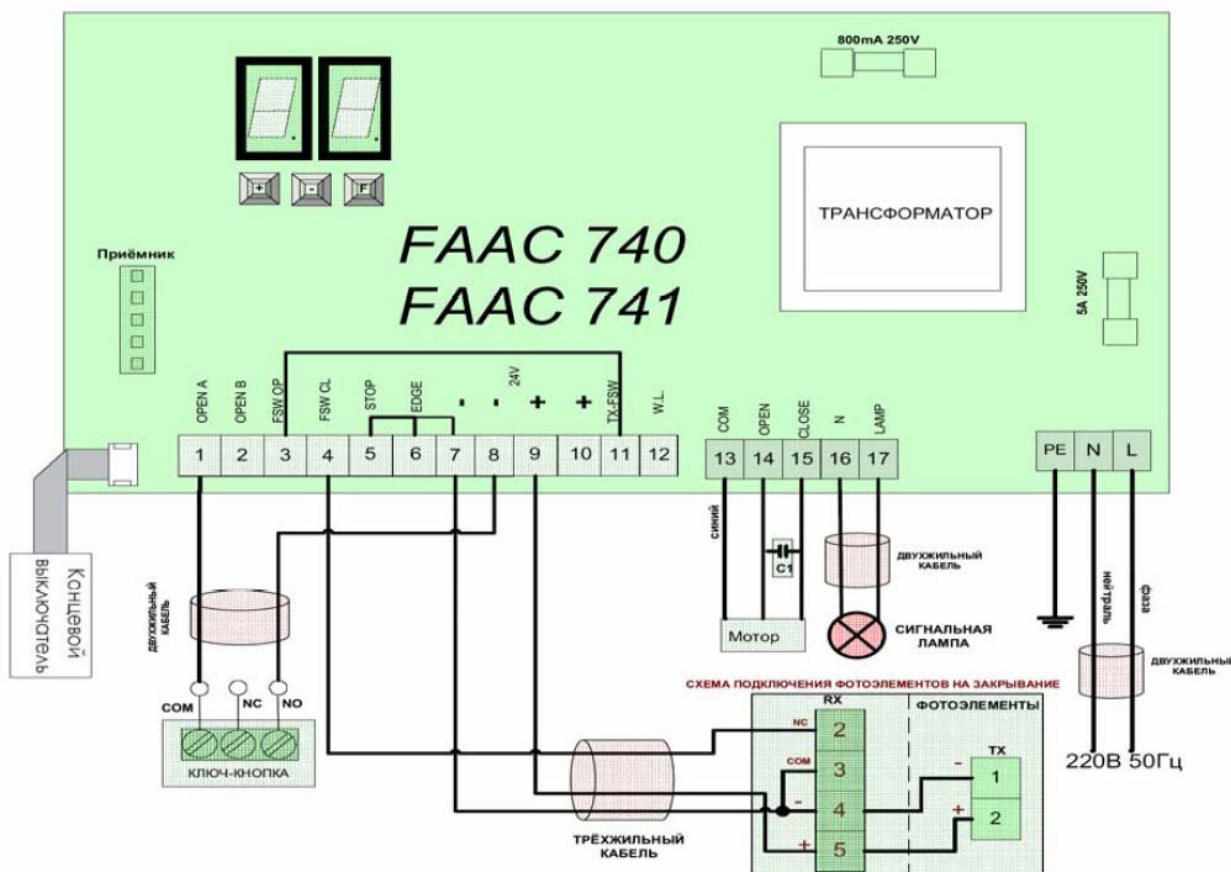 800mA 250V
+ - F
FAAC 740
FAAC 741
ТРАНСФОРМАТОР
5A 250V
Приёмник
OPEN A
OPEN B
FSW OP
FSW CL
STOP
EDGE
-
-
24V
+
+
TX-FSW
W.L.
1 2 3 4 5 6 7 8 9 10 11 12
COM
OPEN
CLOSE
N
LAMP
13 14 15 16 17
PE N L
Концевой
выключатель
ДВУХЖИЛЬНЫЙ
КАБЕЛЬ
COM NC NO
КЛЮЧ-КНОПКА
синий
C1
Мотор
ДВУХЖИЛЬНЫЙ
КАБЕЛЬ
СИГНАЛЬНАЯ
ЛАМПА
нейтраль
фаза
ДВУХЖИЛЬНЫЙ
КАБЕЛЬ
220В 50Гц
СХЕМА ПОДКЛЮЧЕНИЯ ФОТОЭЛЕМЕНТОВ НА ЗАКРЫВАНИЕ
RX ФОТОЭЛЕМЕНТЫ
NC 2
COM 3
- 4
+ 5
TX
- 1
+ 2
ТРЁХЖИЛЬНЫЙ
КАБЕЛЬ